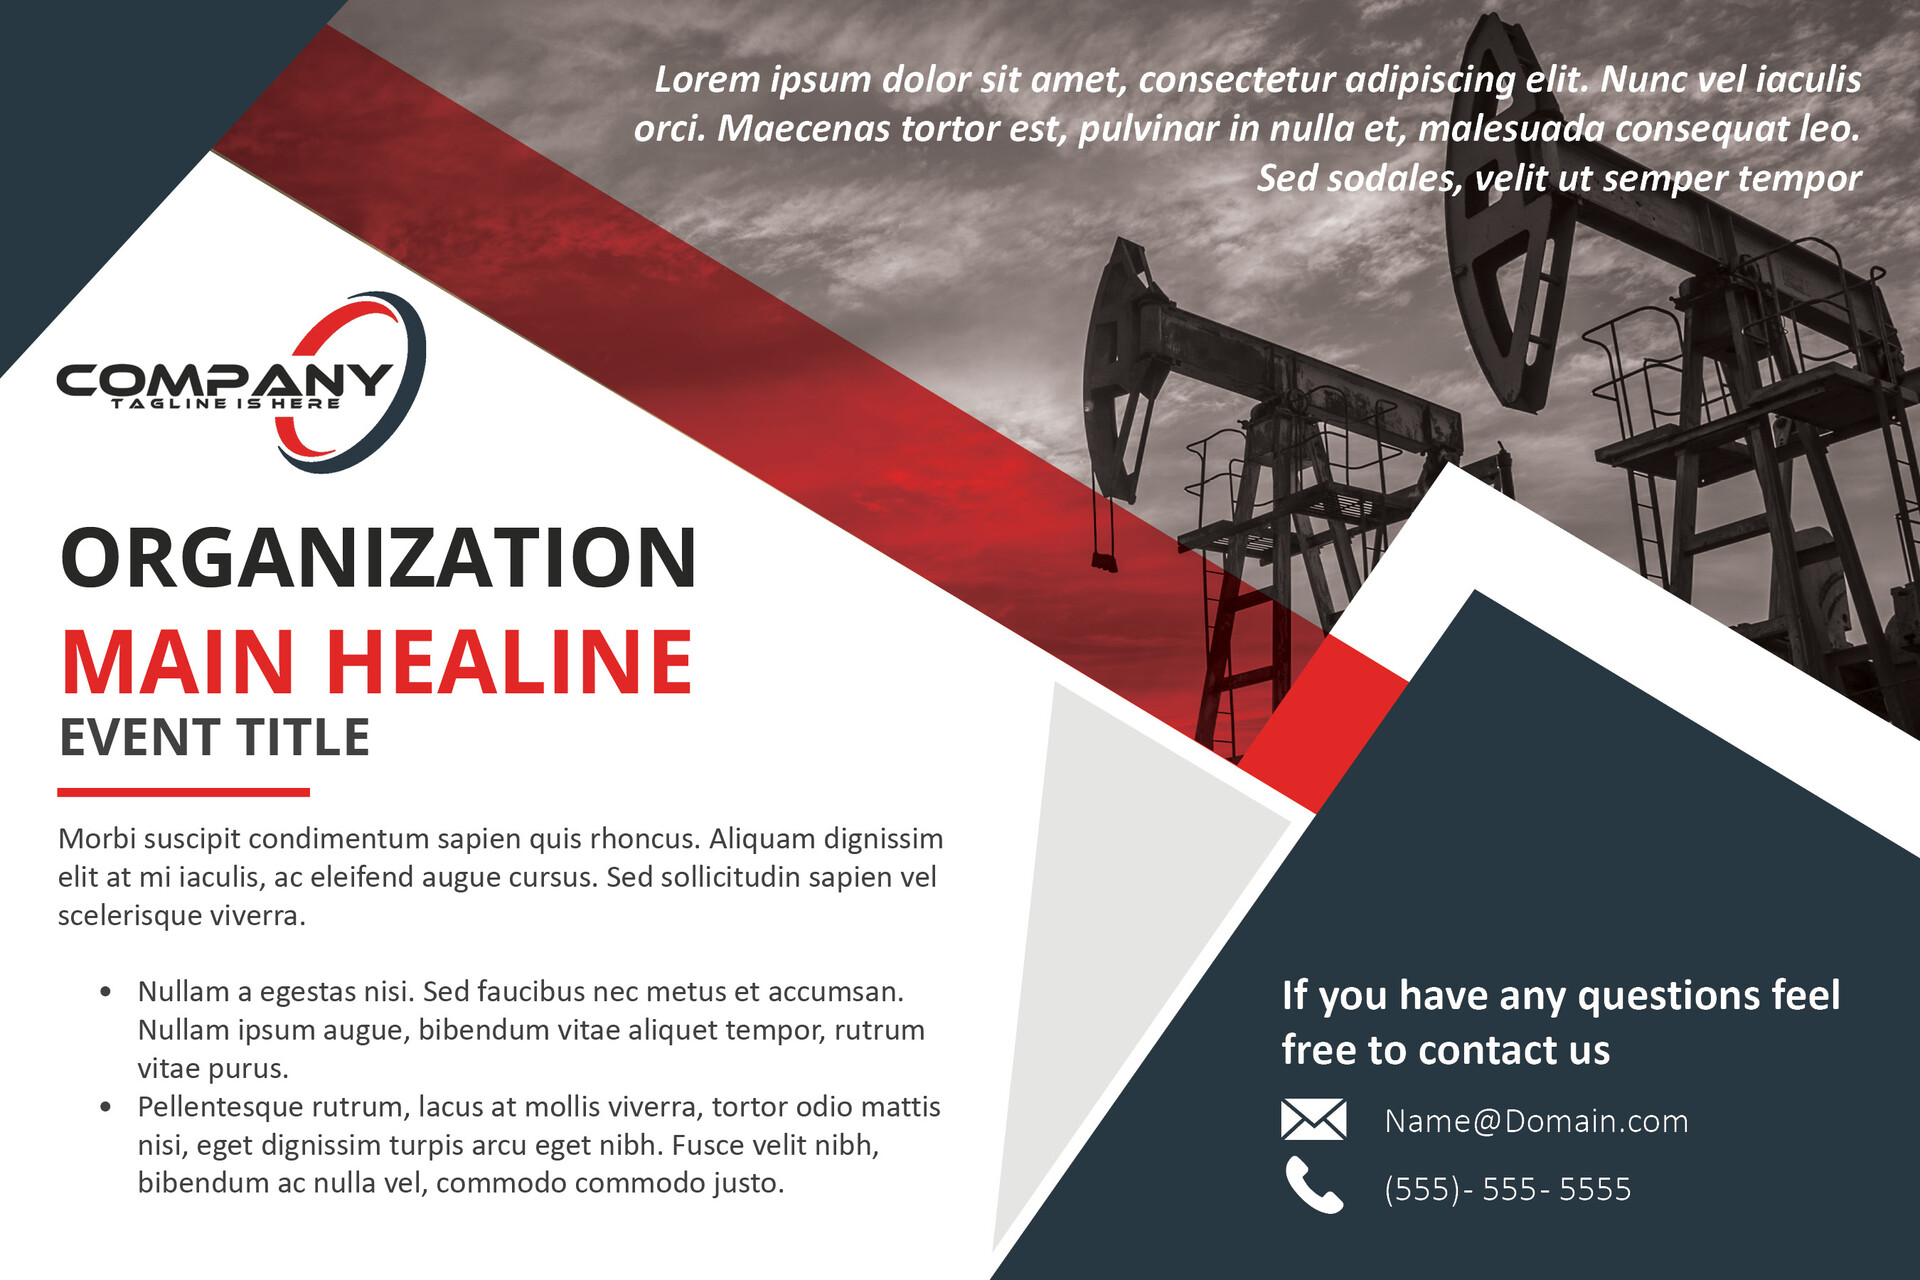 Lorem ipsum dolor sit amet, consectetur adipiscing elit. Nunc vel iaculis
orci. Maecenas tortor est, pulvinar in nulla et, malesuada consequat leo.
Sed sodales, velit ut semper tempor
COMPANY
TAGLINE IS HERE
ORGANIZATION
MAIN HEALINE
EVENT TITLE
Morbi suscipit condimentum sapien quis rhoncus. Aliquam dignissim
elit at mi iaculis, ac eleifend augue cursus. Sed sollicitudin sapien vel
scelerisque viverra.
• Nullam a egestas nisi. Sed faucibus nec metus et accumsan.
Nullam ipsum augue, bibendum vitae aliquet tempor, rutrum
vitae purus.
• Pellentesque rutrum, lacus at mollis viverra, tortor odio mattis
nisi, eget dignissim turpis arcu eget nibh. Fusce velit nibh,
bibendum ac nulla vel, commodo commodo justo.
If you have any questions feel
free to contact us
Name@Domain.com
(555)- 555- 5555